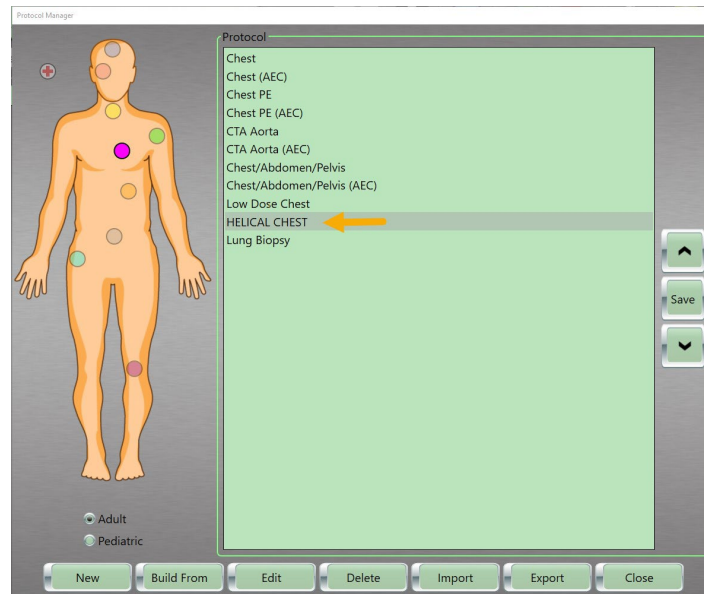 Protocol Manager
Protocol
Chest
Chest (AEC)
Chest PE
Chest PE (AEC)
CTA Aorta
CTA Aorta (AEC)
Chest/Abdomen/Pelvis
Chest/Abdomen/Pelvis (AEC)
Low Dose Chest
HELICAL CHEST
Lung Biopsy
Save
Adult
Pediatric
New Build From Edit Delete Import Export Close